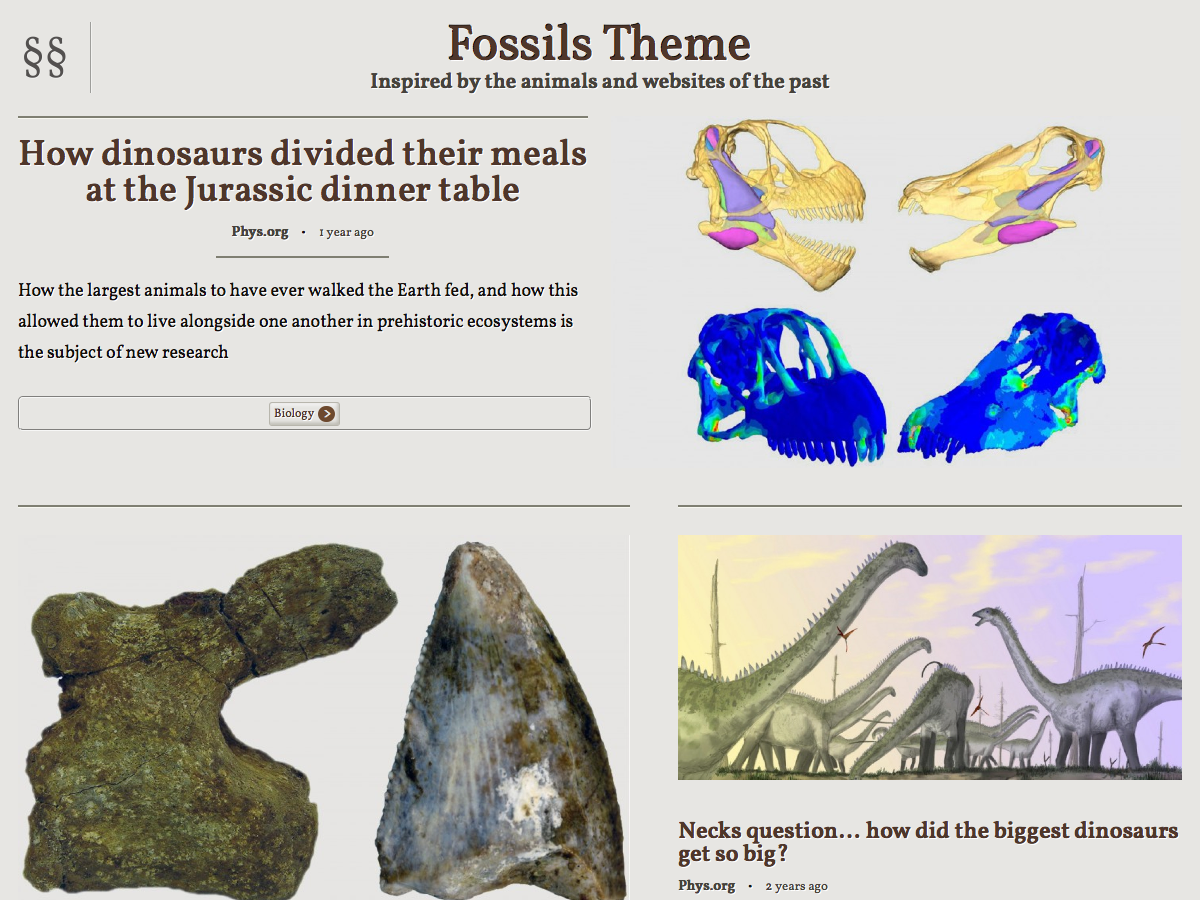 §§
Fossils Theme
Inspired by the animals and websites of the past
How dinosaurs divided their meals
at the Jurassic dinner table
Phys.org • 1 year ago
How the largest animals to have ever walked the Earth fed, and how this
allowed them to live alongside one another in prehistoric ecosystems is
the subject of new research
Biology
Necks question… how did the biggest dinosaurs
get so big?
Phys.org • 2 years ago